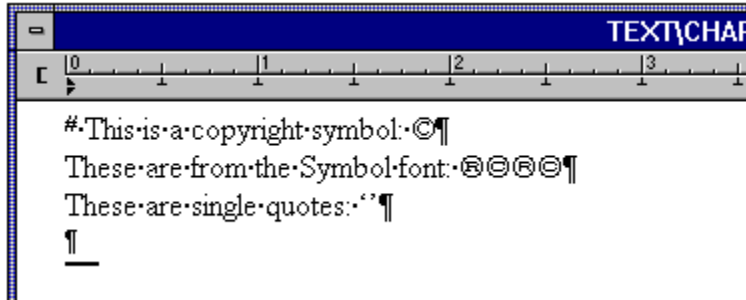 TEXT\CHAP
0 1 2 3
#·This·is·a·copyright·symbol:·©¶
These·are·from·the·Symbol·font:·®©®©¶
These·are·single·quotes:·‘’¶
¶